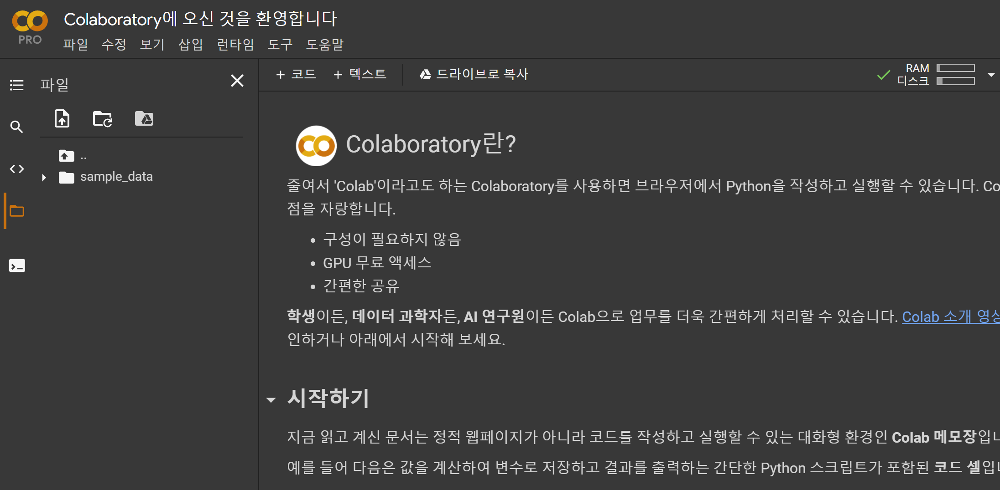 Colaboratory에 오신 것을 환영합니다
PRO
파일 수정 보기 삽입 런타임 도구 도움말
파일
..
sample_data
+ 코드 + 텍스트 드라이브로 복사
RAM
디스크
Colaboratory란?
줄여서 'Colab'이라고도 하는 Colaboratory를 사용하면 브라우저에서 Python을 작성하고 실행할 수 있습니다. Co
점을 자랑합니다.
• 구성이 필요하지 않음
• GPU 무료 액세스
• 간편한 공유
학생이든, 데이터 과학자든, AI 연구원이든 Colab으로 업무를 더욱 간편하게 처리할 수 있습니다. Colab 소개 영상
인하거나 아래에서 시작해 보세요.
시작하기
지금 읽고 계신 문서는 정적 웹페이지가 아니라 코드를 작성하고 실행할 수 있는 대화형 환경인 Colab 메모장입니
예를 들어 다음은 값을 계산하여 변수로 저장하고 결과를 출력하는 간단한 Python 스크립트가 포함된 코드 셀입니